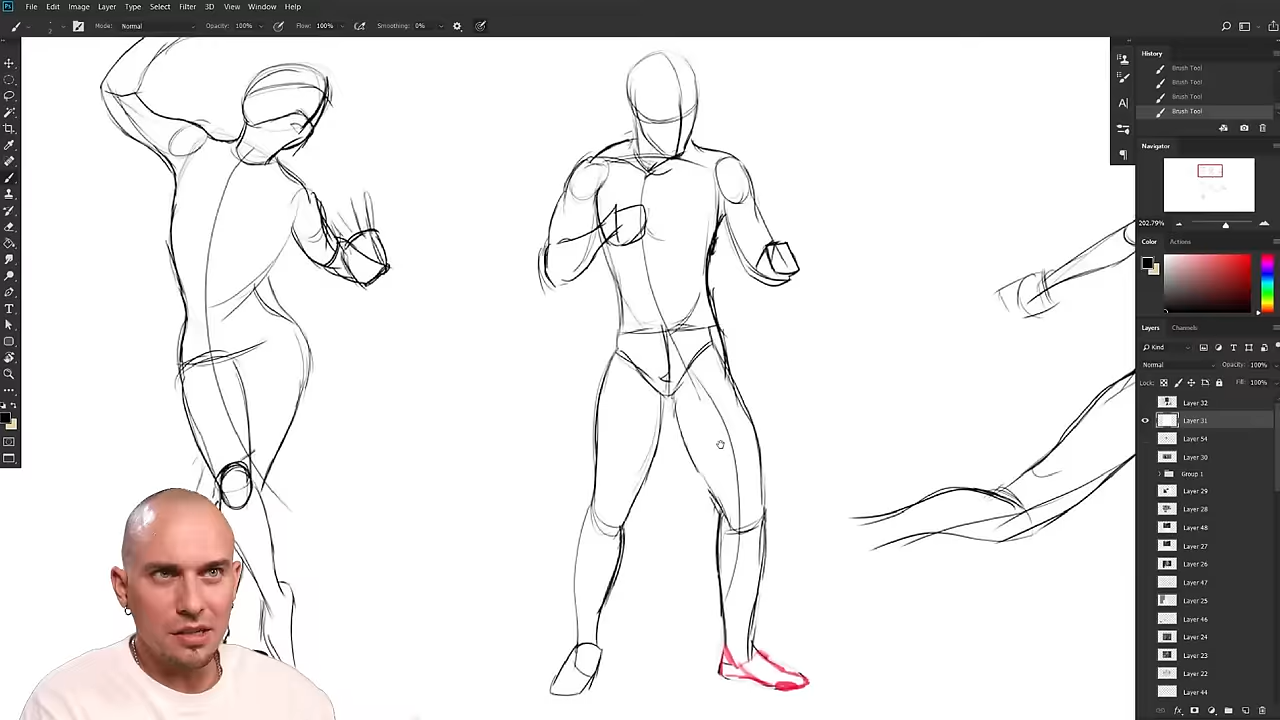 Ps File Edit Image Layer Type Select Filter 3D View Window Help
Mode: Normal Opacity: 100% Flow: 100% Smoothing: 0%
History
Brush Tool
Brush Tool
Brush Tool
Brush Tool
Navigator
202.79%
Color Actions
Layers Channels
Kind
Normal Opacity: 100%
Lock: Fill: 100%
Layer 32
Layer 31
Layer 54
Layer 30
Group 1
Layer 29
Layer 28
Layer 48
Layer 27
Layer 26
Layer 47
Layer 25
Layer 46
Layer 24
Layer 23
Layer 22
Layer 44